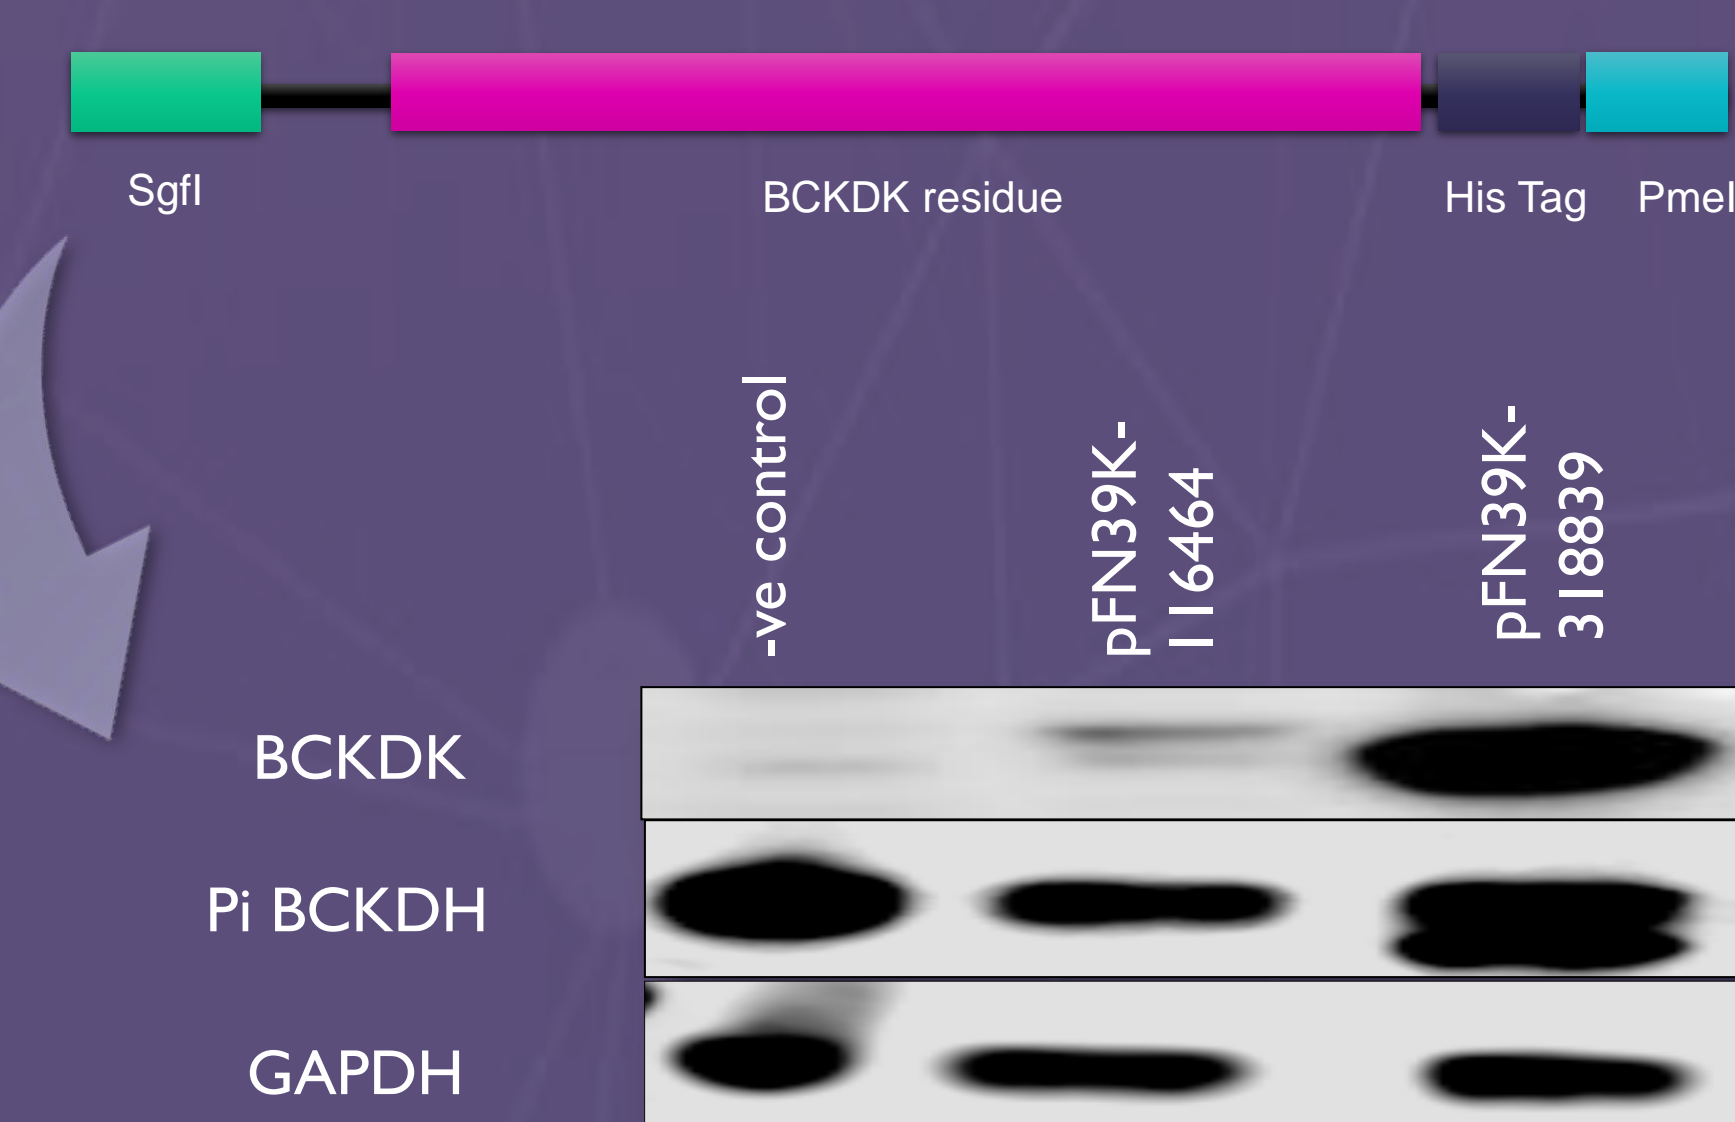 SgfI
BCKDK residue
His Tag
PmeI
-ve control
pFN39K-
116464
pFN39K-
318839
BCKDK
Pi BCKDH
GAPDH